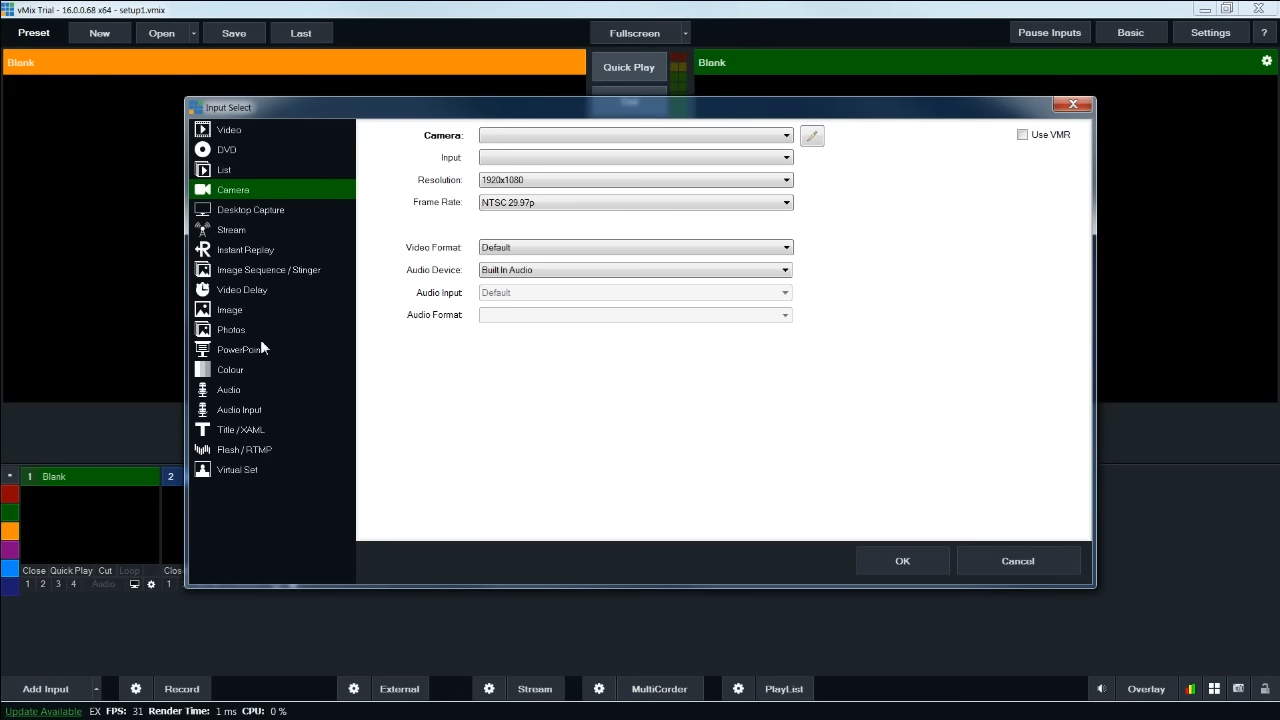 vMix Trial - 16.0.0.68 x64 - setup1.vmix
Preset New Open Save Last Fullscreen Pause Inputs Basic Settings ?
Blank Quick Play Blank
Input Select
Video
DVD
List
Camera
Desktop Capture
Stream
Instant Replay
Image Sequence / Stinger
Video Delay
Image
Photos
PowerPoint
Colour
Audio
Audio Input
Title / XAML
Flash / RTMP
Virtual Set
Camera: Use VMR
Input:
Resolution: 1920x1080
Frame Rate: NTSC 29.97p
Video Format: Default
Audio Device: Built In Audio
Audio Input: Default
Audio Format:
OK Cancel
1 Blank 2
Close Quick Play Cut Loop Clos
1 2 3 4 Audio 1
Add Input Record External Stream MultiCorder PlayList Overlay
Update Available EX FPS: 31 Render Time: 1 ms CPU: 0 %